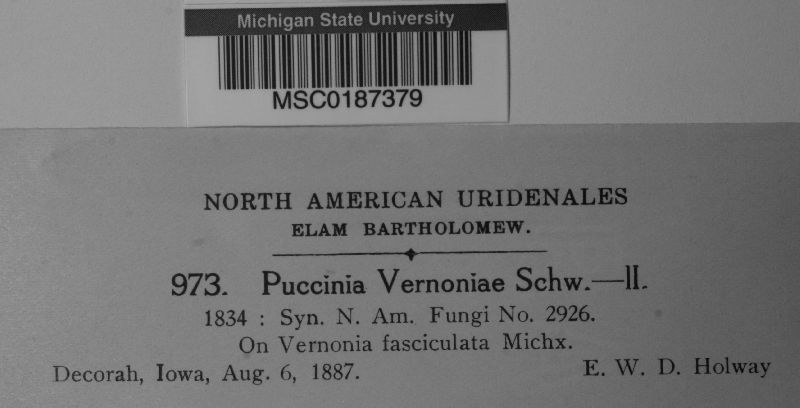 Michigan State University
MSC0187379
NORTH AMERICAN URIDENALES
ELAM BARTHOLOMEW.
973. Puccinia Vernoniae Schw.—II.
1834 : Syn. N. Am. Fungi No. 2926.
On Vernonia fasciculata Michx.
Decorah, Iowa, Aug. 6, 1887. E. W. D. Holway